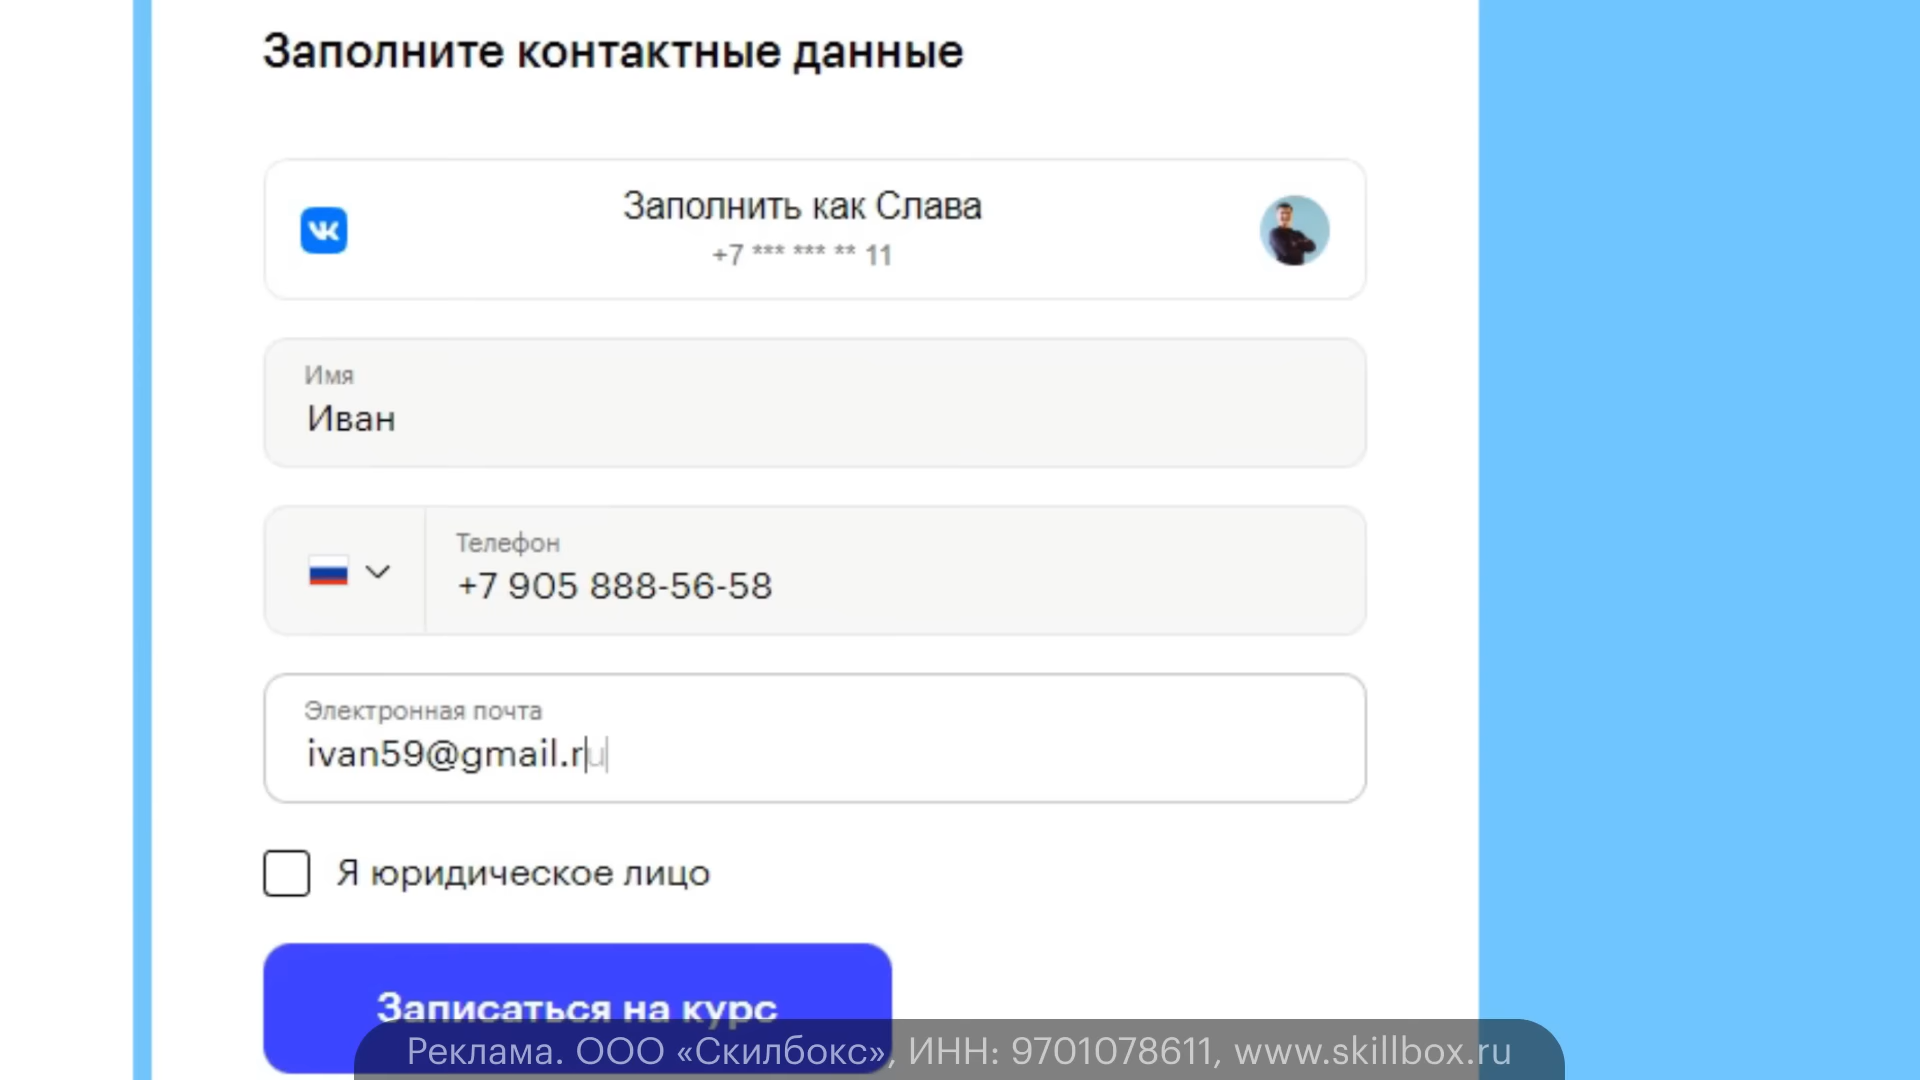 Заполните контактные данные
Заполнить как Слава
+7 *** *** ** 11
Имя
Иван
Телефон
+7 905 888-56-58
Электронная почта
ivan59@gmail.ru
Я юридическое лицо
Записаться на курс
Реклама. ООО «Скилбокс», ИНН: 9701078611, www.skillbox.ru